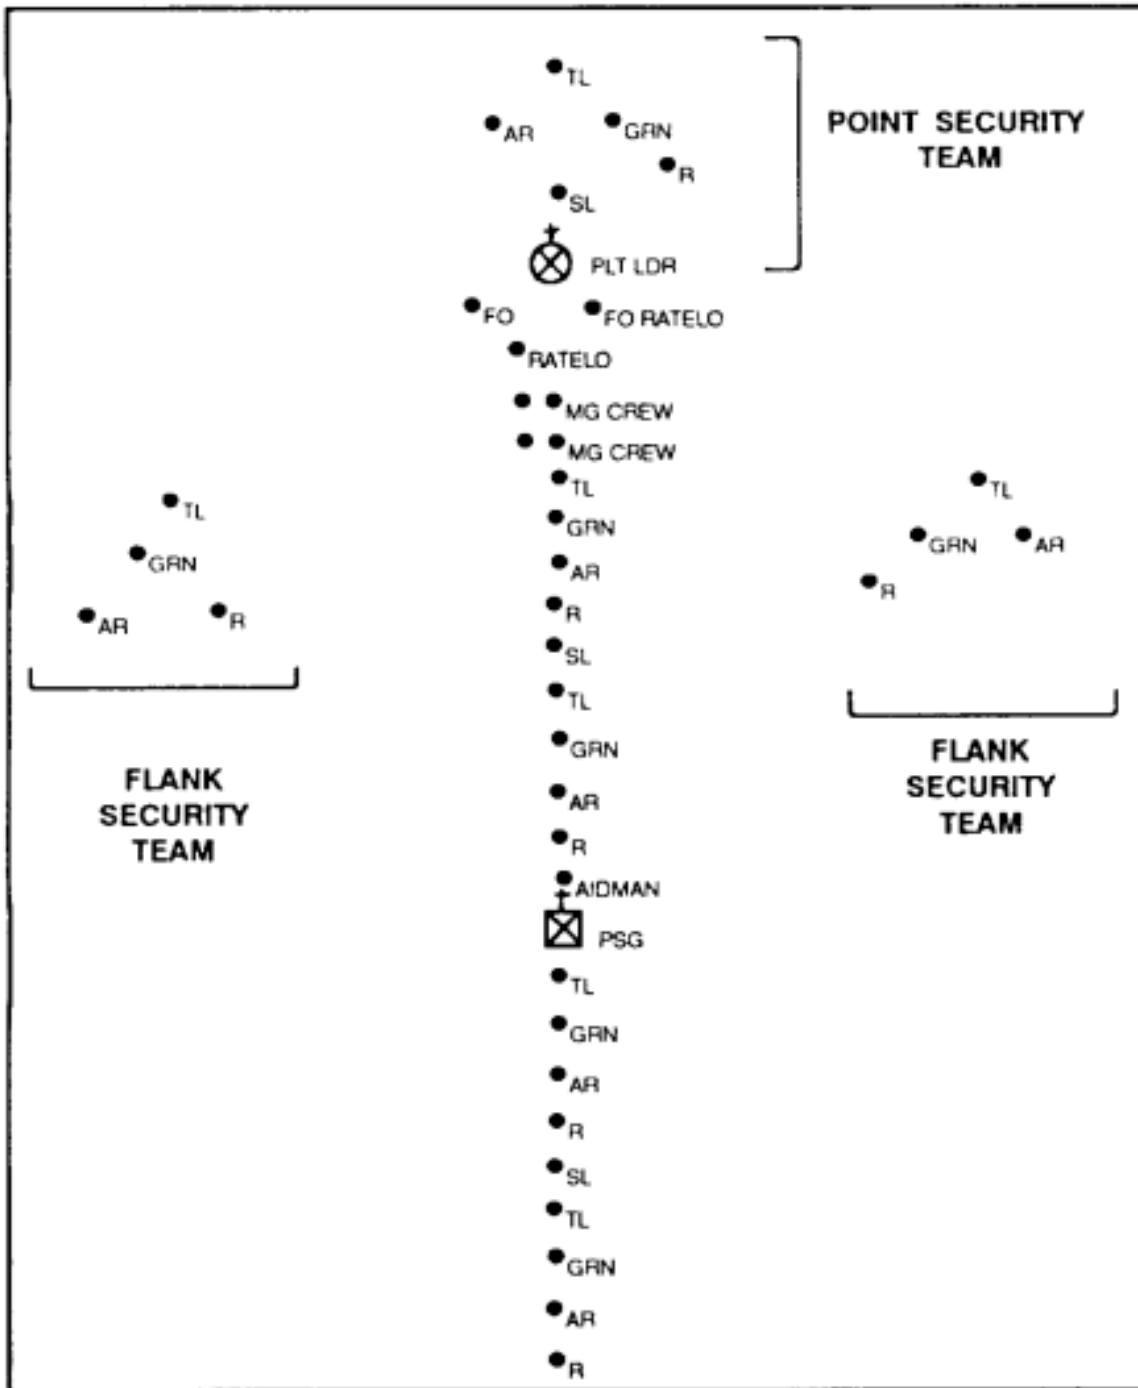 TL
AR
GRN
R
SL
POINT SECURITY
TEAM
PLT LDR
FO
FO RATELO
RATELO
MG CREW
MG CREW
TL
GRN
AR
R
SL
TL
GRN
AR
R
AIDMAN
PSG
TL
GRN
AR
R
SL
TL
GRN
AR
R
TL
GRN
AR
R
FLANK
SECURITY
TEAM
TL
GRN
AR
R
FLANK
SECURITY
TEAM